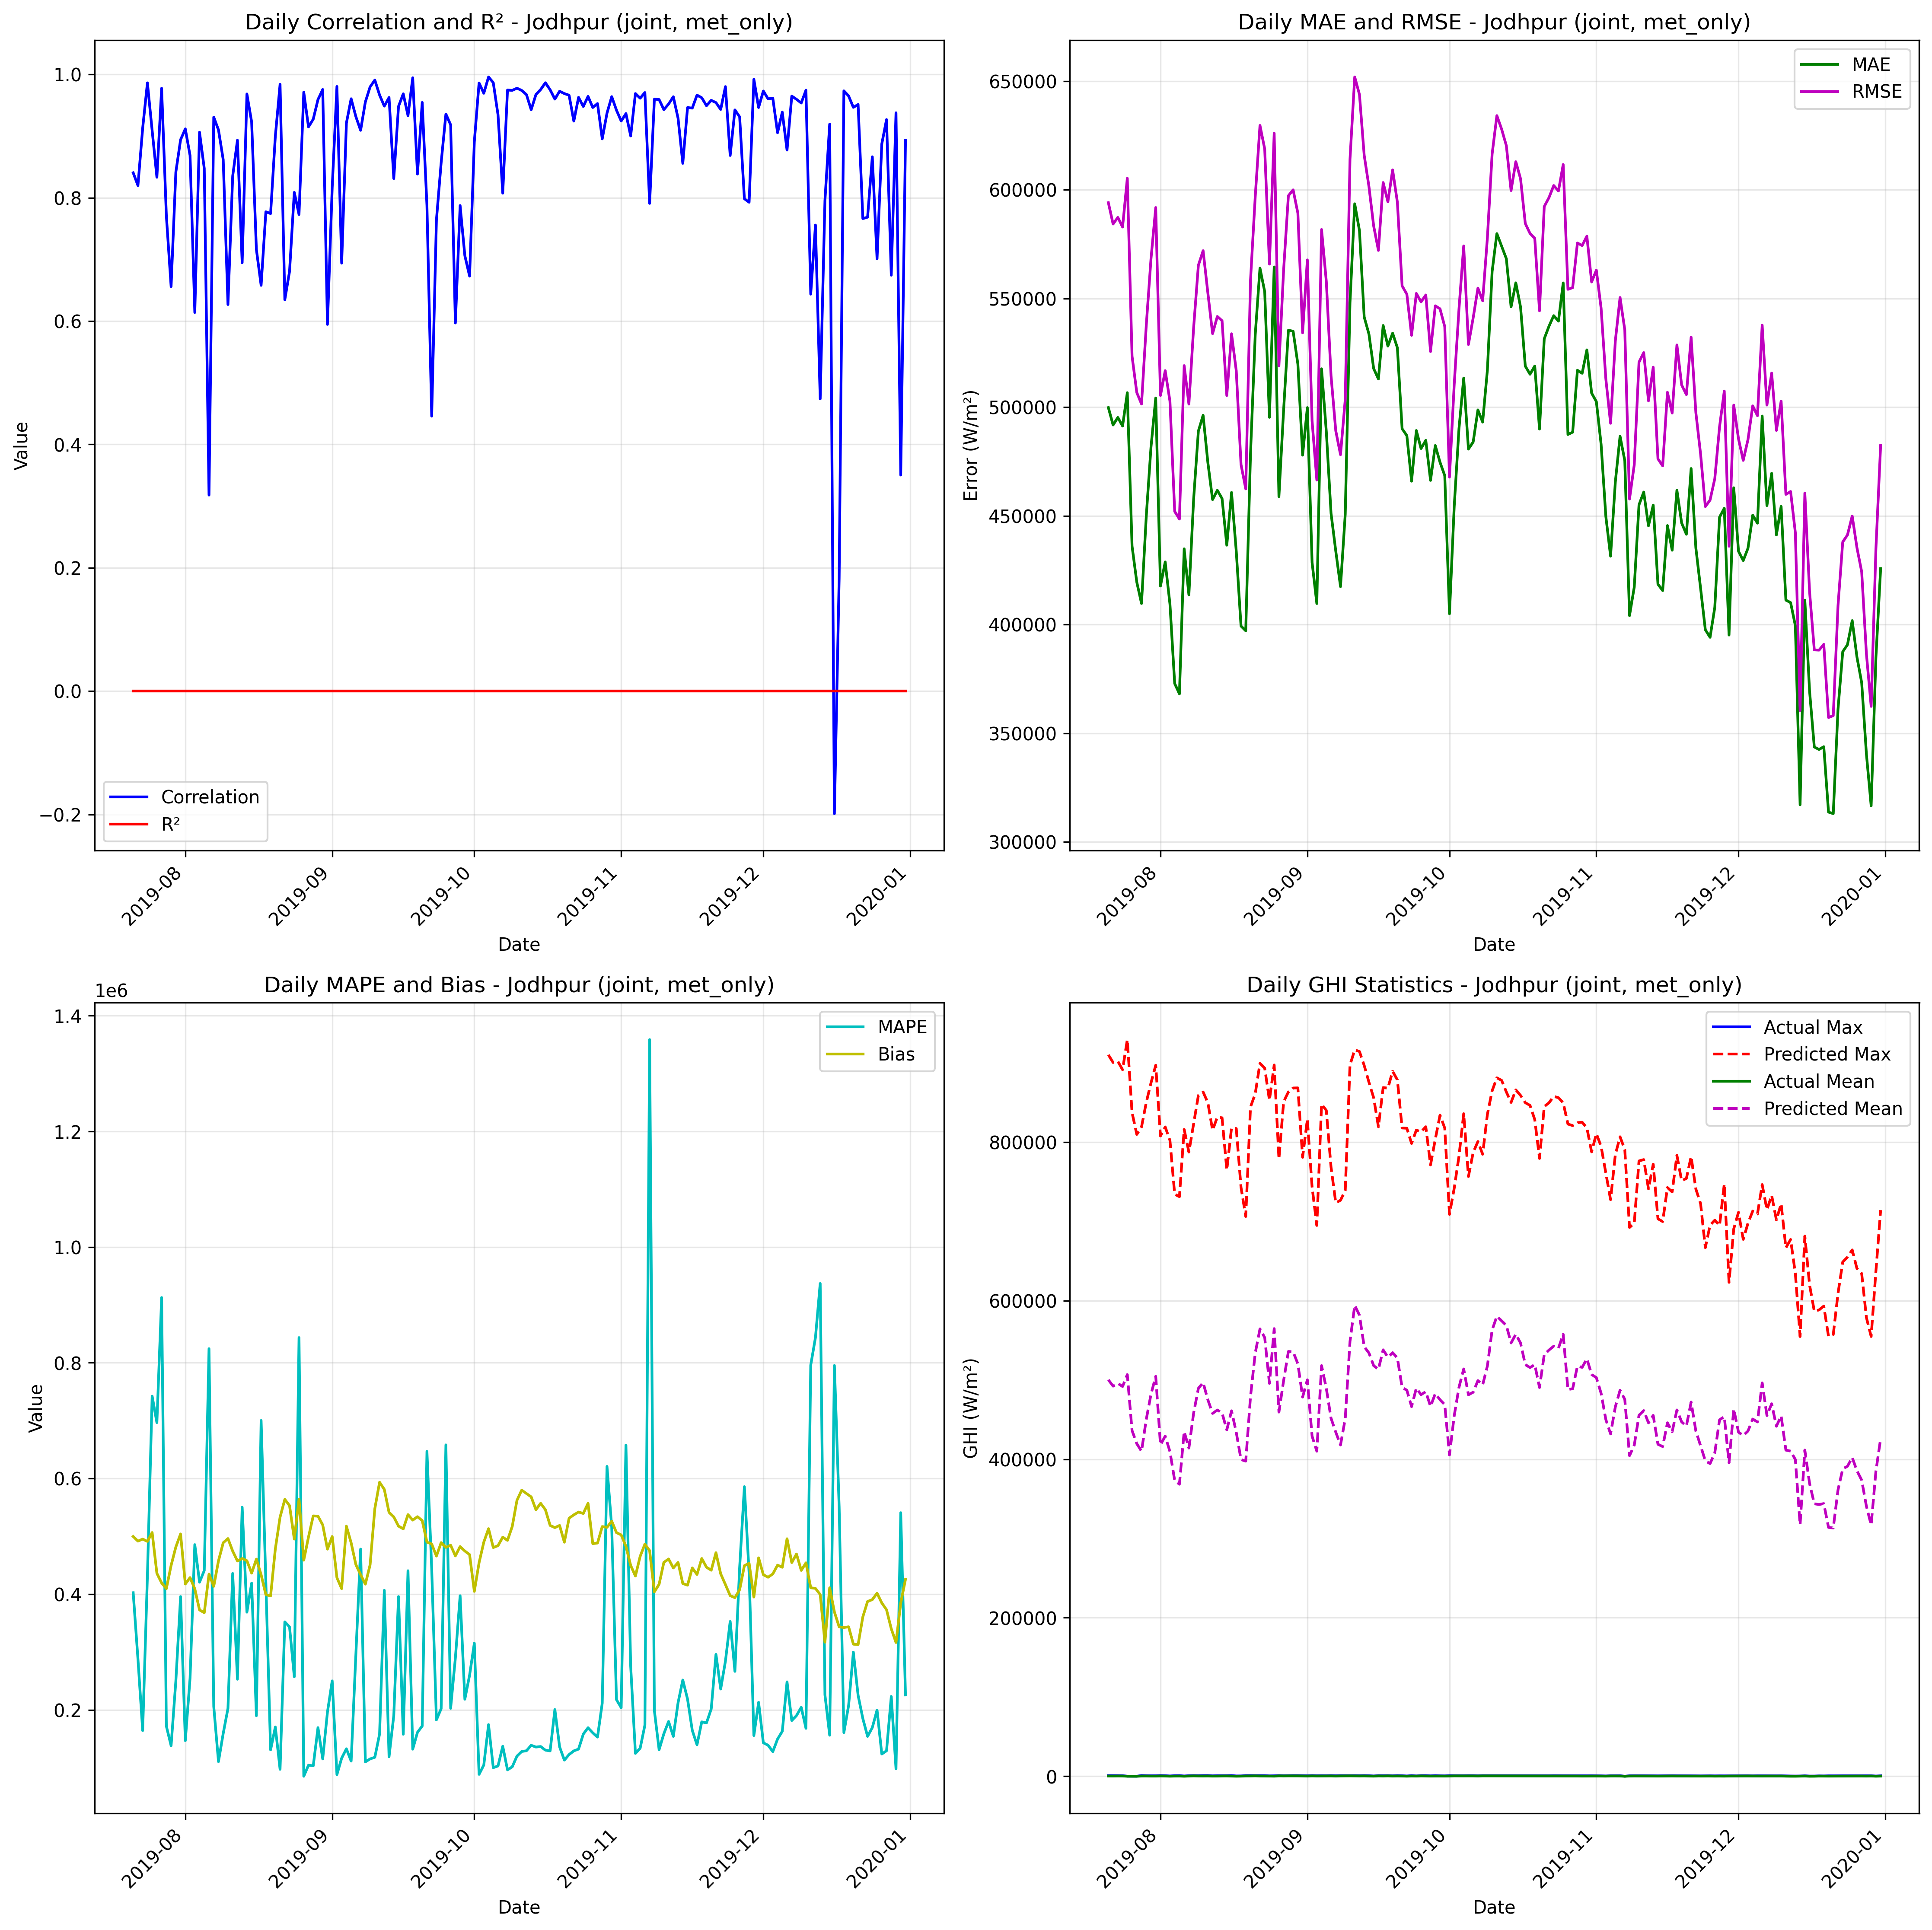 Daily Correlation and R² - Jodhpur (joint, met_only)
1.0
0.8
0.6
0.4
0.2
0.0
−0.2
Value
Correlation
R²
2019-08
2019-09
2019-10
2019-11
2019-12
2020-01
Date
Daily MAE and RMSE - Jodhpur (joint, met_only)
MAE
RMSE
650000
600000
550000
500000
450000
400000
350000
300000
Error (W/m²)
2019-08
2019-09
2019-10
2019-11
2019-12
2020-01
Date
Daily MAPE and Bias - Jodhpur (joint, met_only)
1e6
MAPE
Bias
1.4
1.2
1.0
0.8
0.6
0.4
0.2
Value
2019-08
2019-09
2019-10
2019-11
2019-12
2020-01
Date
Daily GHI Statistics - Jodhpur (joint, met_only)
Actual Max
Predicted Max
Actual Mean
Predicted Mean
800000
600000
400000
200000
0
GHI (W/m²)
2019-08
2019-09
2019-10
2019-11
2019-12
2020-01
Date